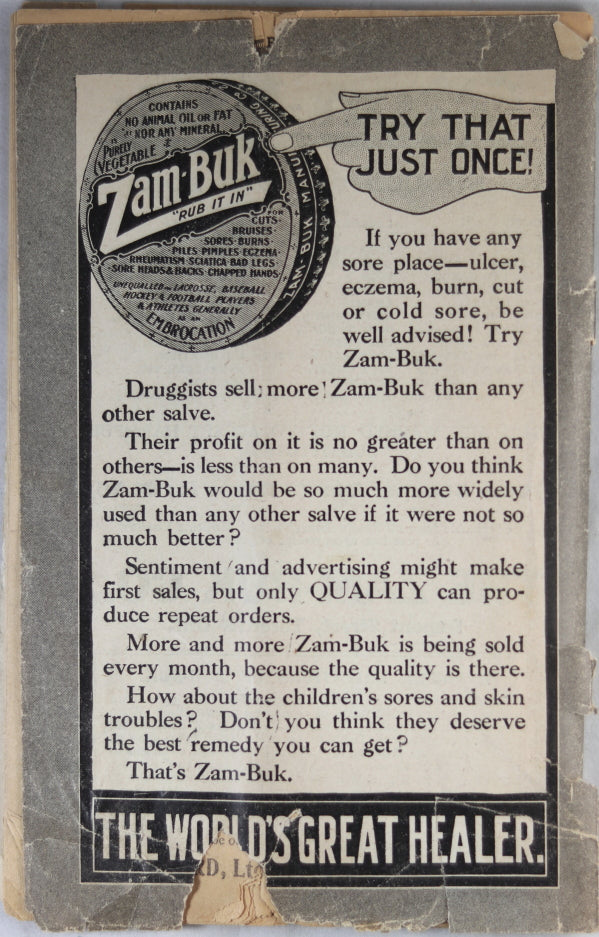 CONTAINS
NO ANIMAL OIL OR FAT
NOR ANY MINERAL
PURELY
VEGETABLE
Zam-Buk
"RUB IT IN"
FOR
CUTS·
BRUISES·
SORES·BURNS·
PILES·PIMPLES·ECZEMA·
RHEUMATISM·SCIATICA·BAD LEGS·
SORE HEADS & BACKS·CHAPPED HANDS
UNEQUALLED FOR LACROSSE, BASEBALL
HOCKEY & FOOTBALL PLAYERS
& ATHLETES GENERALLY
AS AN
EMBROCATION
ZAM-BUK MANUFACTURING CO
TRY THAT
JUST ONCE!
If you have any
sore place—ulcer,
eczema, burn, cut
or cold sore, be
well advised! Try
Zam-Buk.
Druggists sell more Zam-Buk than any
other salve.
Their profit on it is no greater than on
others—is less than on many. Do you think
Zam-Buk would be so much more widely
used than any other salve if it were not so
much better?
Sentiment and advertising might make
first sales, but only QUALITY can pro-
duce repeat orders.
More and more Zam-Buk is being sold
every month, because the quality is there.
How about the children's sores and skin
troubles? Don't you think they deserve
the best remedy you can get?
That's Zam-Buk.
THE WORLD'S GREAT HEALER.
RD, Lt